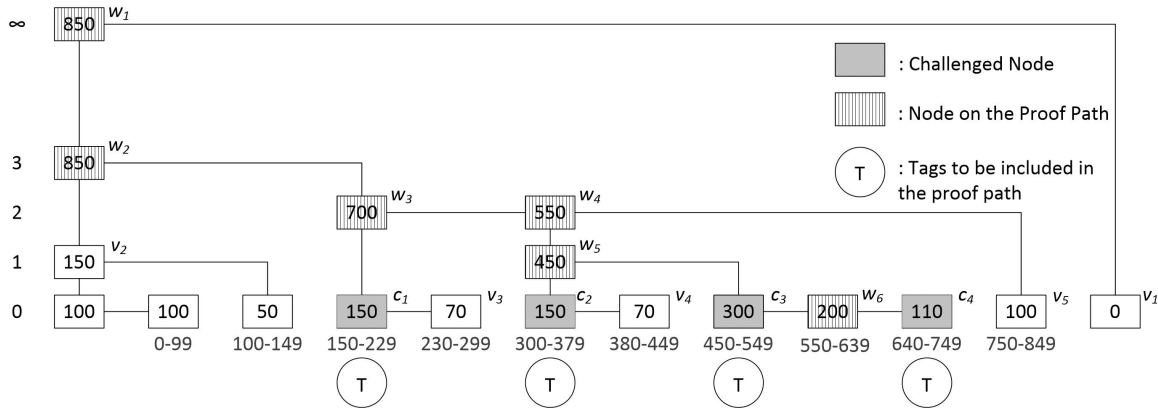 ∞ 850 w1
: Challenged Node
: Node on the Proof Path
3 850 w2
T : Tags to be included in
the proof path
2 700 w3 550 w4
1 150 v2 450 w5
0 100 100 50 150 c1 70 v3 150 c2 70 v4 300 c3 200 w6 110 c4 100 v5 0 v1
0-99 100-149 150-229 230-299 300-379 380-449 450-549 550-639 640-749 750-849
T T T T